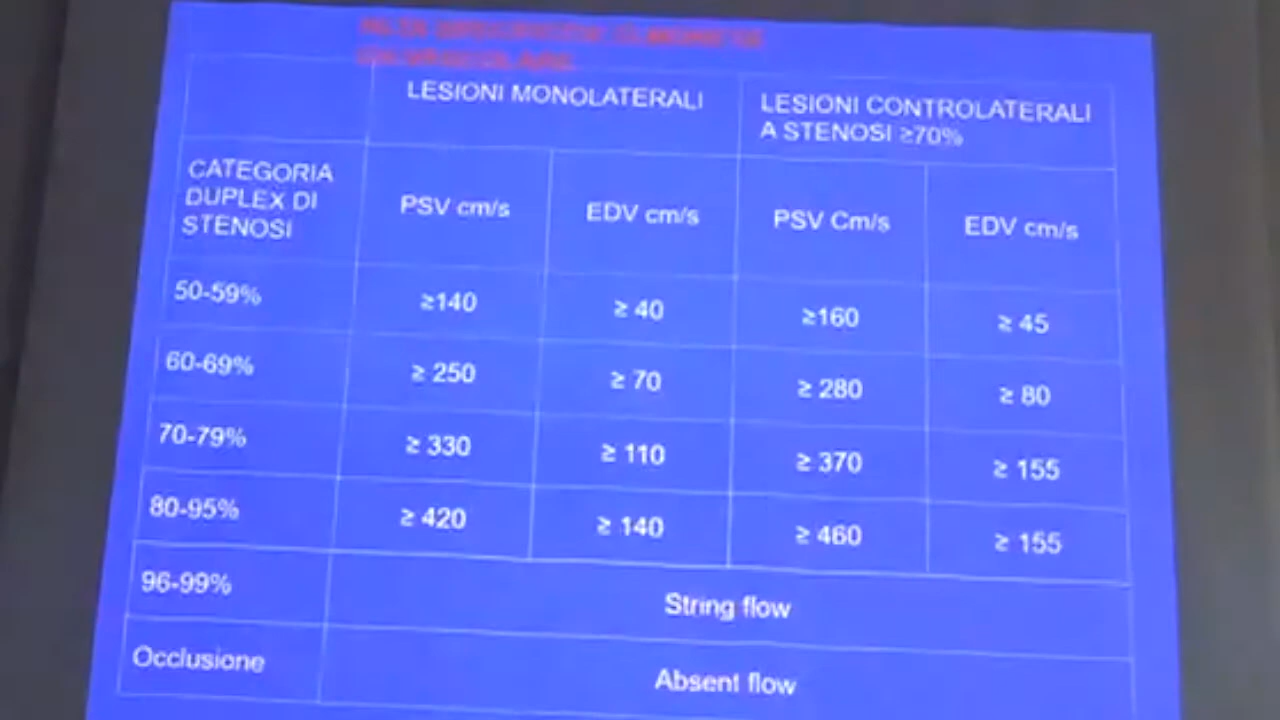 LESIONI MONOLATERALI
LESIONI CONTROLATERALI
A STENOSI ≥70%
CATEGORIA
DUPLEX DI
STENOSI
PSV cm/s
EDV cm/s
PSV Cm/s
EDV cm/s
50-59%
≥140
≥ 40
≥160
≥ 45
60-69%
≥ 250
≥ 70
≥ 280
≥ 80
70-79%
≥ 330
≥ 110
≥ 370
≥ 155
80-95%
≥ 420
≥ 140
≥ 460
≥ 155
96-99%
String flow
Occlusione
Absent flow